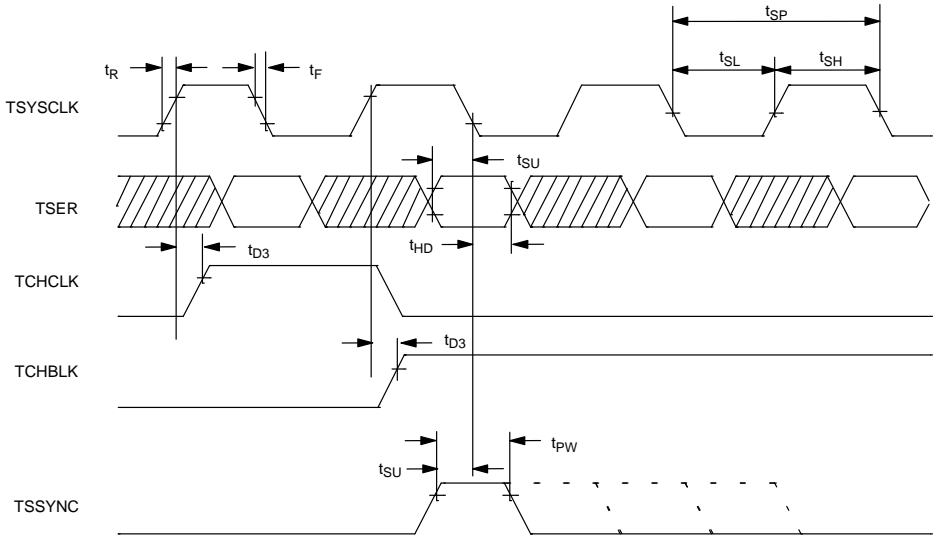 tSP
tR
tF
tSL
tSH
TSYSCLK
tSU
TSER
tD3
tHD
TCHCLK
tD3
TCHBLK
tPW
tSU
TSSYNC